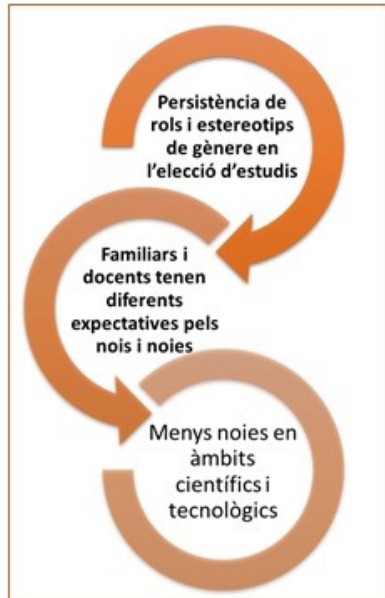 Persistència de
rols i estereotips
de gènere en
l'elecció d'estudis
Familiars i
docents tenen
diferents
expectatives pels
nois i noies
Menys noies en
àmbits
científics i
tecnològics